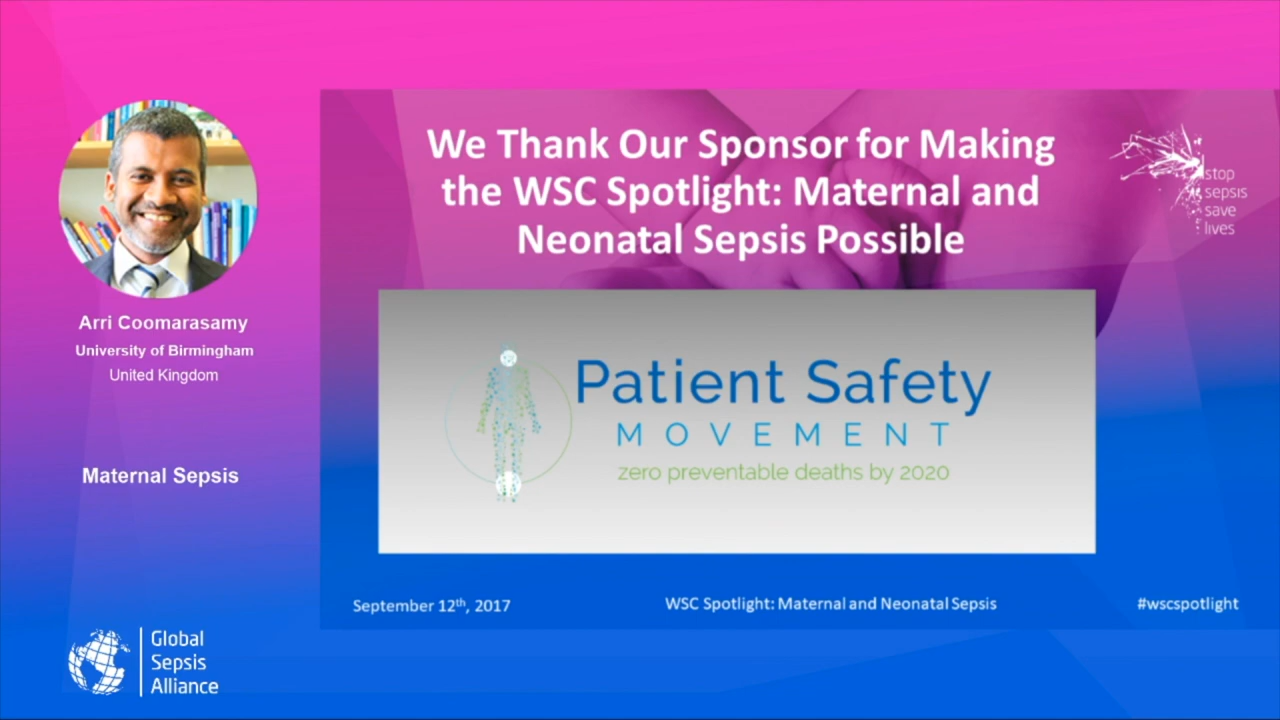 Arri Coomarasamy
University of Birmingham
United Kingdom
Maternal Sepsis
Global
Sepsis
Alliance
We Thank Our Sponsor for Making
the WSC Spotlight: Maternal and
Neonatal Sepsis Possible
stop
sepsis
save
lives
Patient Safety
MOVEMENT
zero preventable deaths by 2020
September 12th, 2017
WSC Spotlight: Maternal and Neonatal Sepsis
#wscspotlight